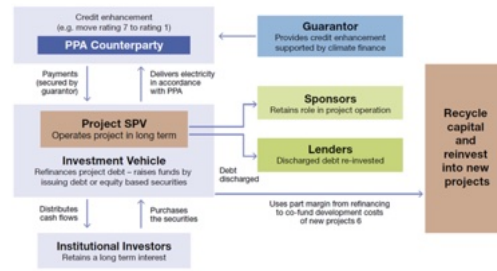 Credit enhancement
(e.g. move rating 7 to rating 1)
PPA Counterparty
Guarantor
Provides credit enhancement
supported by climate finance
Payments
(secured by
guarantor)
Delivers electricity
in accordance
with PPA
Project SPV
Operates project in long term
Investment Vehicle
Refinances project debt – raises funds by
issuing debt or equity based securities
Sponsors
Retains role in project operation
Lenders
Discharged debt re-invested
Debt
discharged
Recycle
capital
and
reinvest
into new
projects
Uses part margin from refinancing
to co-fund development costs
of new projects 6
Distributes
cash flows
Purchases
the securities
Institutional Investors
Retains a long term interest